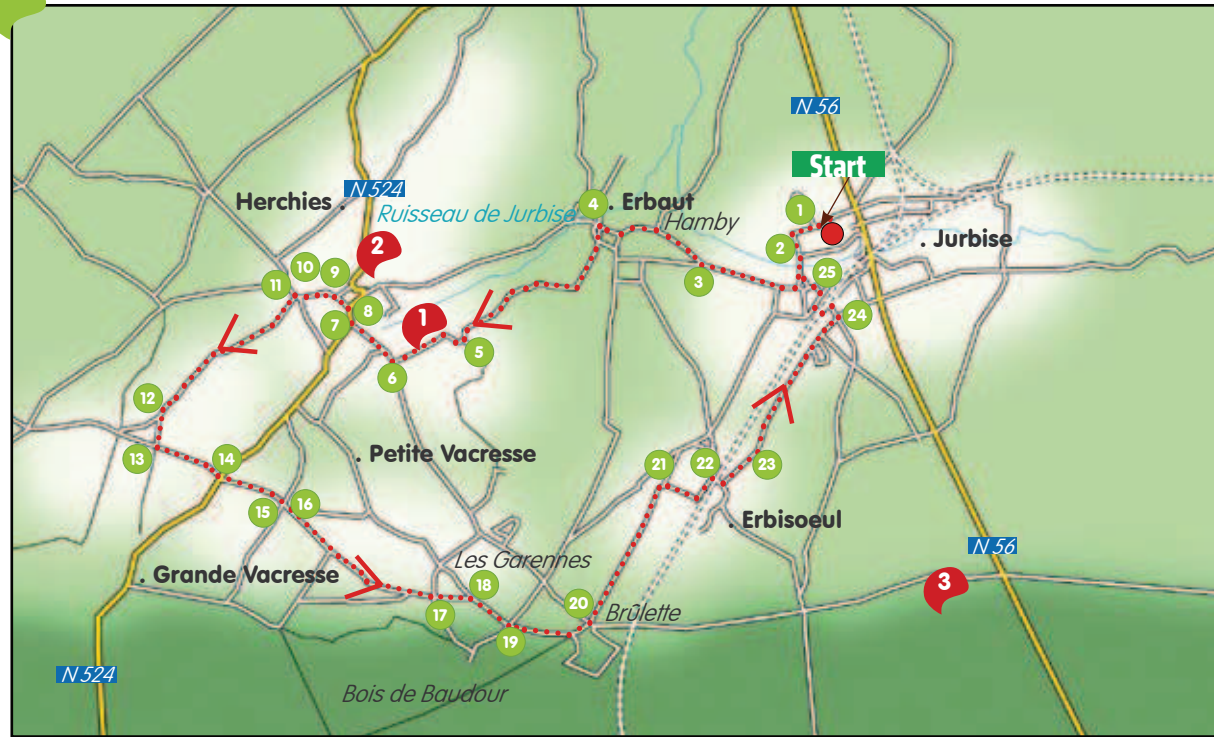 N 56
Start
1
N 524
Herchies .
Ruisseau de Jurbise
4
. Erbaut
Hamby
2
. Jurbise
2
10
9
11
3
25
8
7
1
24
5
6
12
13
14
. Petite Vacresse
21
22
23
15
16
. Erbisoeul
N 56
Les Garennes
. Grande Vacresse
18
3
17
20
Brûlette
19
N 524
Bois de Baudour